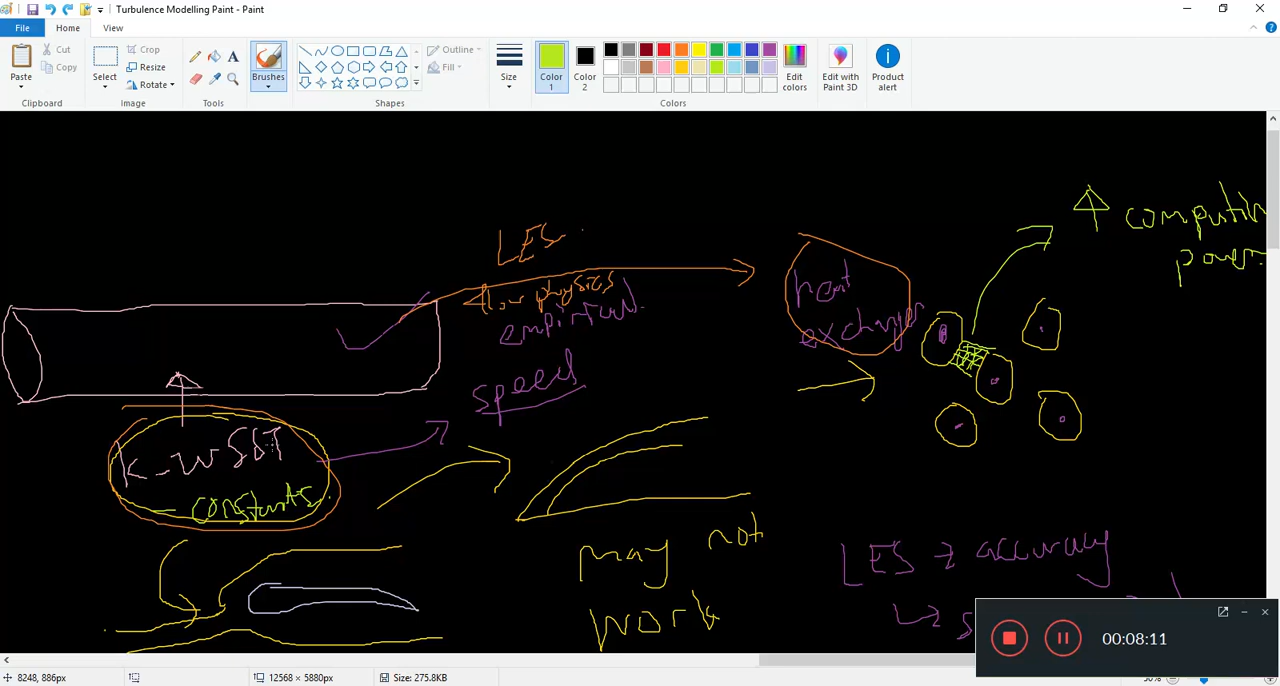 Turbulence Modelling Paint - Paint
File
Home
View
Paste
Cut
Copy
Clipboard
Select
Crop
Resize
Rotate
Image
Tools
Brushes
Shapes
Outline
Fill
Size
Color 1
Color 2
Colors
Edit colors
Edit with Paint 3D
Product alert
computin
power
LES
flow physics
empirical
speed
heat
exchanger
K-W SST
- constants
may not
work
LES → accuracy
8248, 886px
12568 × 5880px
Size: 275.8KB
00:08:11